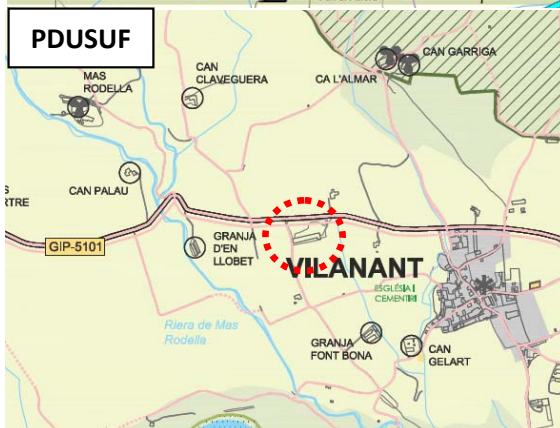 PDUSUF
CAN GARRIGA
CAN
CLAVEGUERA
CA L'ALMAR
MAS
RODELLA
CAN PALAU
RTRE
GIP-5101
GRANJA
D'EN
LLOBET
VILANANT
ESGLÉSIA I
CEMENTIRI
Riera de Mas
Rodella
GRANJA
FONT BONA
CAN
GELART